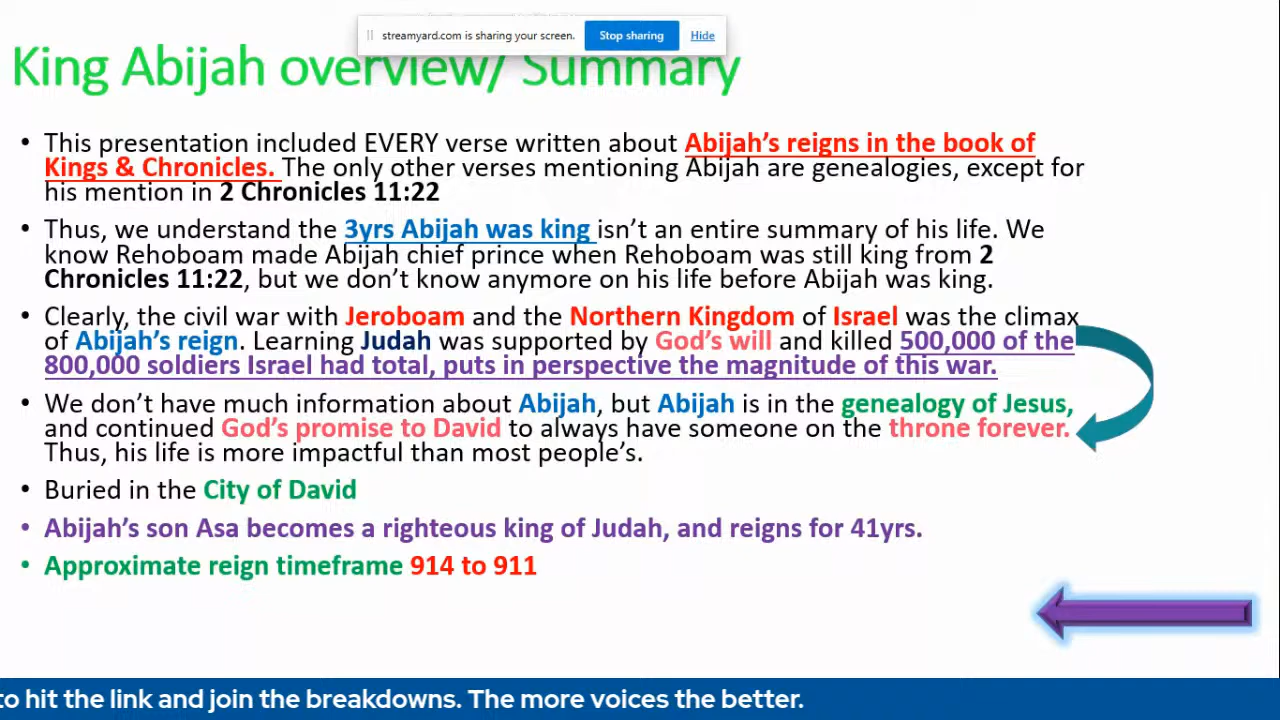 streamyard.com is sharing your screen. Stop sharing Hide
King Abijah overview/ Summary
• This presentation included EVERY verse written about Abijah's reigns in the book of
Kings & Chronicles. The only other verses mentioning Abijah are genealogies, except for
his mention in 2 Chronicles 11:22
• Thus, we understand the 3yrs Abijah was king isn't an entire summary of his life. We
know Rehoboam made Abijah chief prince when Rehoboam was still king from 2
Chronicles 11:22, but we don't know anymore on his life before Abijah was king.
• Clearly, the civil war with Jeroboam and the Northern Kingdom of Israel was the climax
of Abijah's reign. Learning Judah was supported by God's will and killed 500,000 of the
800,000 soldiers Israel had total, puts in perspective the magnitude of this war.
• We don't have much information about Abijah, but Abijah is in the genealogy of Jesus,
and continued God's promise to David to always have someone on the throne forever.
Thus, his life is more impactful than most people's.
• Buried in the City of David
• Abijah's son Asa becomes a righteous king of Judah, and reigns for 41yrs.
• Approximate reign timeframe 914 to 911
to hit the link and join the breakdowns. The more voices the better.